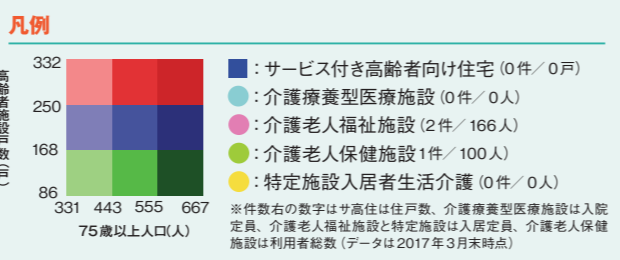 凡例
高齢者施設戸数(戸)
332
250
168
86
331 443 555 667
75歳以上人口(人)
:サービス付き高齢者向け住宅(0件/0戸)
:介護療養型医療施設(0件/0人)
:介護老人福祉施設(2件/166人)
:介護老人保健施設1件/100人)
:特定施設入居者生活介護(0件/0人)
※件数右の数字はサ高住は住戸数、介護療養型医療施設は入院
定員、介護老人福祉施設と特定施設は入居定員、介護老人保健
施設は利用者総数(データは2017年3月末時点)